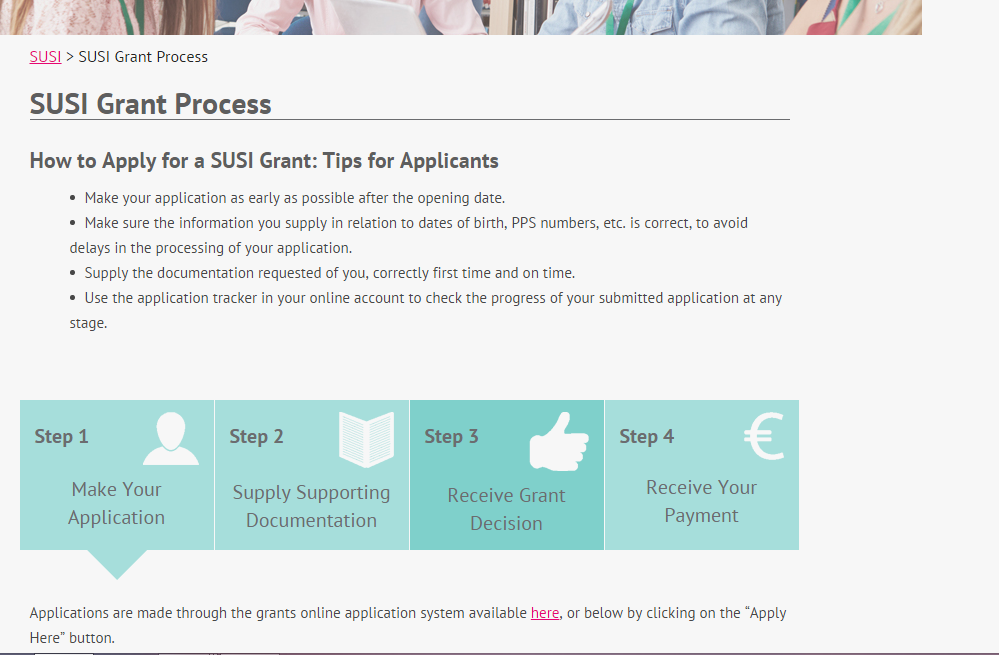 SUSI > SUSI Grant Process
SUSI Grant Process
How to Apply for a SUSI Grant: Tips for Applicants
• Make your application as early as possible after the opening date.
• Make sure the information you supply in relation to dates of birth, PPS numbers, etc. is correct, to avoid
delays in the processing of your application.
• Supply the documentation requested of you, correctly first time and on time.
• Use the application tracker in your online account to check the progress of your submitted application at any
stage.
Step 1
Make Your
Application
Step 2
Supply Supporting
Documentation
Step 3
Receive Grant
Decision
Step 4
€
Receive Your
Payment
Applications are made through the grants online application system available here, or below by clicking on the “Apply
Here” button.